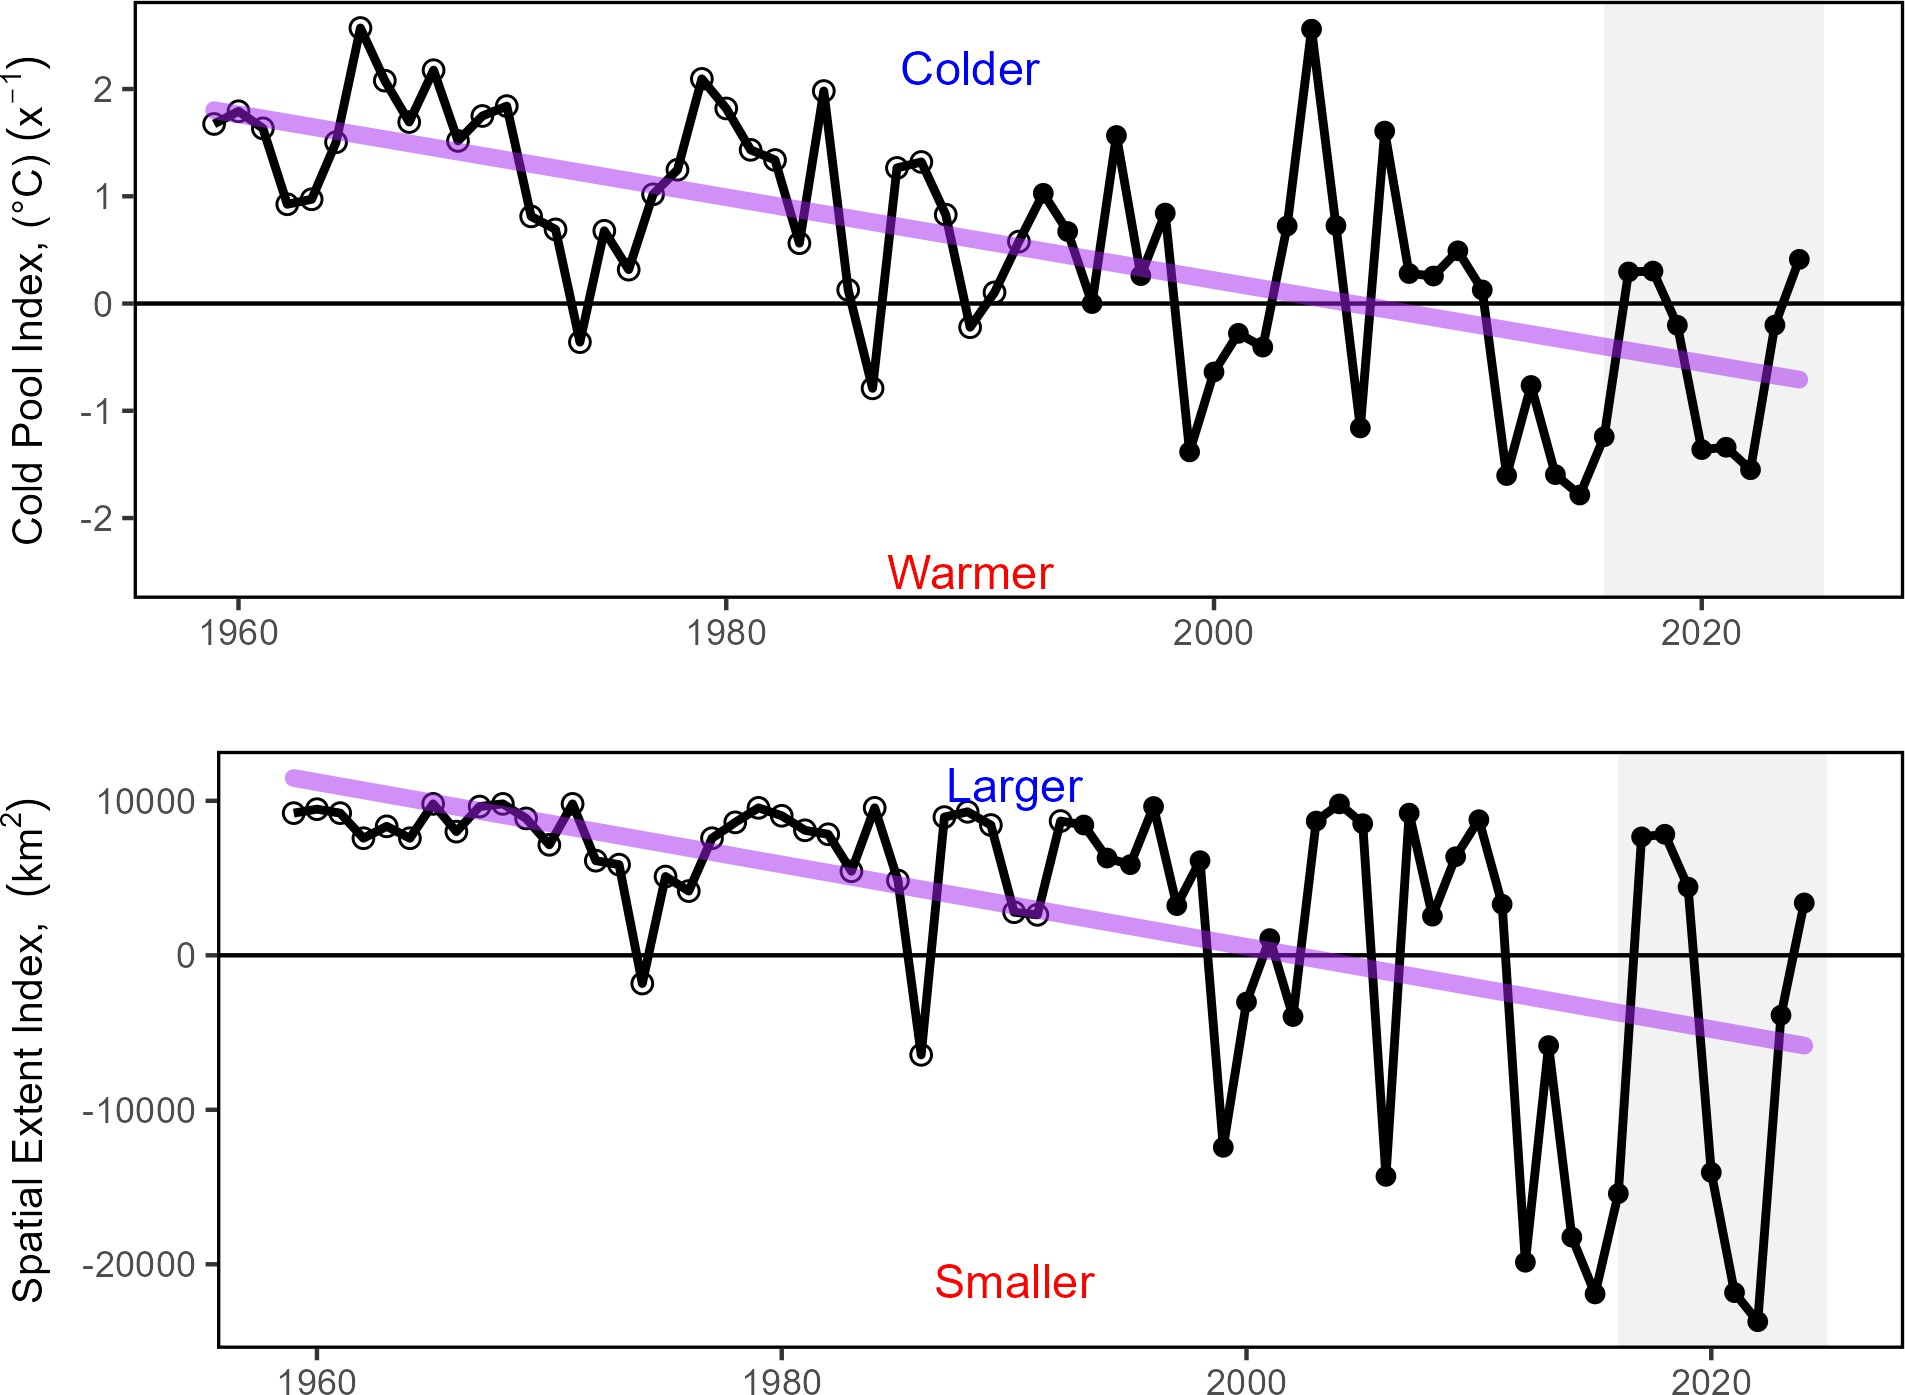 Cold Pool Index, (°C) (x⁻¹)
2
1
0
-1
-2
Colder
Warmer
1960
1980
2000
2020
Spatial Extent Index, (km²)
10000
0
-10000
-20000
Larger
Smaller
1960
1980
2000
2020